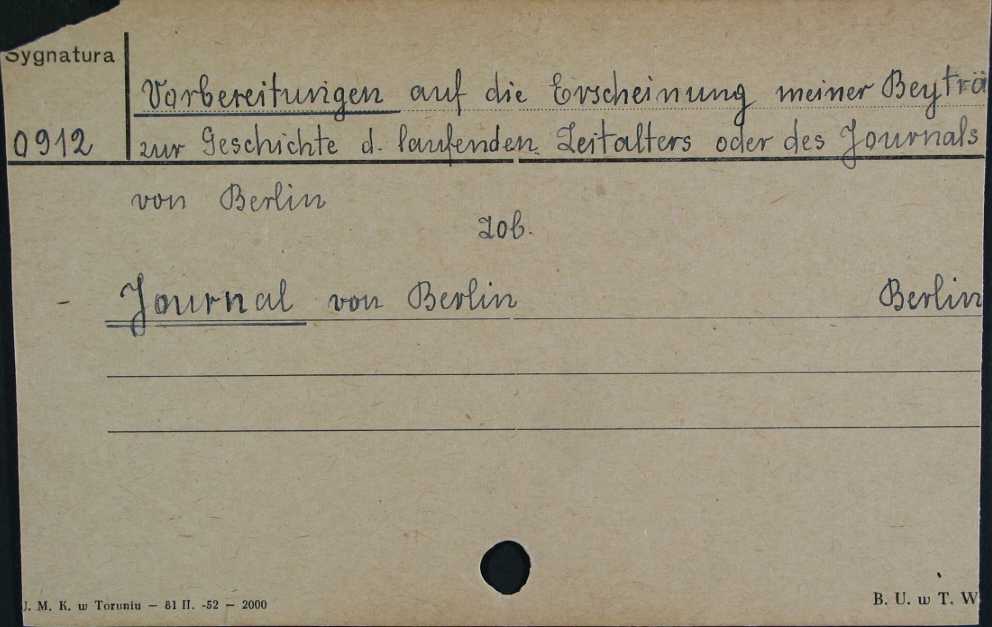 Sygnatura
Vorbereitungen auf die Erscheinung meiner Beyträ
0912 zur Geschichte d. laufenden Zeitalters oder des Journals
von Berlin
zob.
- Journal von Berlin Berlin
J. M. K. w Toruniu — 81 II. -52 — 2000
B. U. w T. W